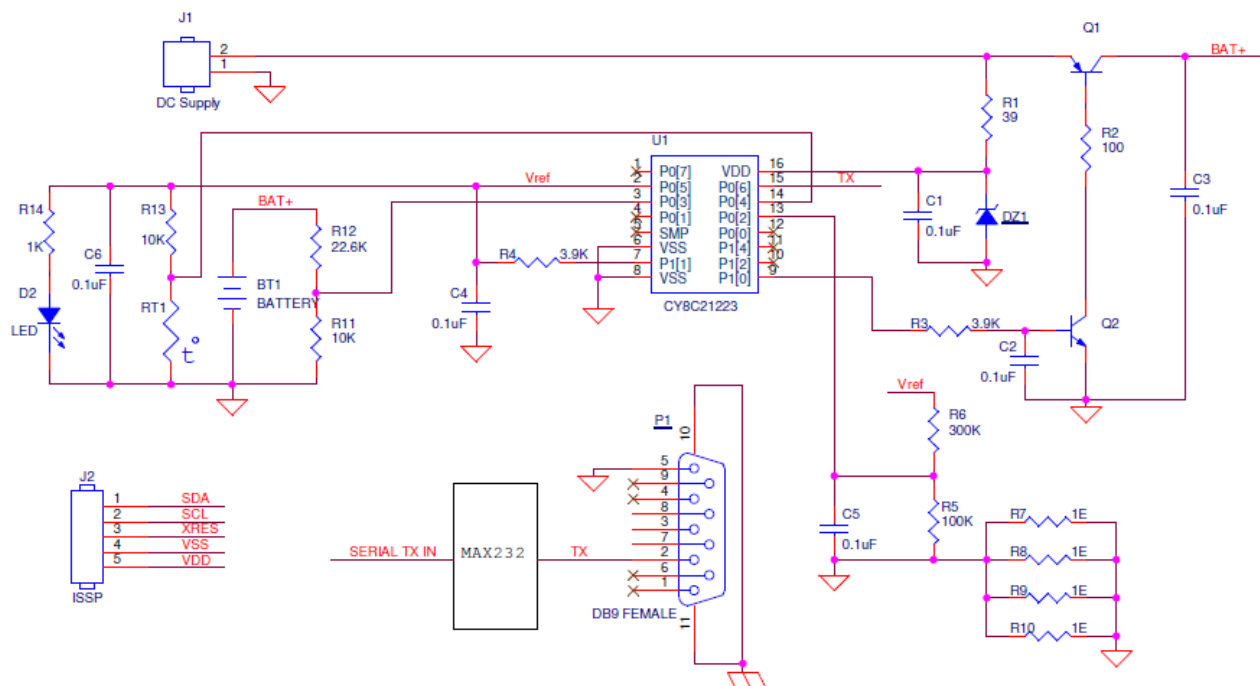 J1
2
1
DC Supply
Q1
BAT+
R1
39
R2
100
C3
0.1uF
U1
CY8C21223
1 P0[7]
2 P0[5]
3 P0[3]
4 P0[1]
5 SMP
6 VSS
7 P1[1]
8 VSS
VDD 16
P0[6] 15
P0[4] 14
P0[2] 13
P0[0] 12
P1[4] 11
P1[2] 10
P1[0] 9
TX
C1
0.1uF
DZ1
Vref
R14
1K
C6
0.1uF
R13
10K
BAT+
R12
22.6K
D2
LED
RT1
t°
BT1
BATTERY
R11
10K
R4 3.9K
C4
0.1uF
R3 3.9K
C2
0.1uF
Q2
Vref
R6
300K
R5
100K
C5
0.1uF
R7 1E
R8 1E
R9 1E
R10 1E
J2
1 SDA
2 SCL
3 XRES
4 VSS
5 VDD
ISSP
SERIAL TX IN
MAX232
TX
P1
10
5
9
4
8
3
7
2
6
1
11
DB9 FEMALE